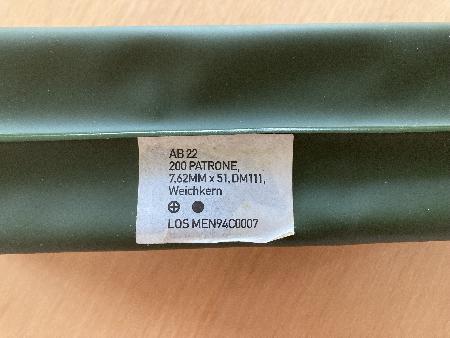 AB 22
200 PATRONE,
7.62MM x 51, DM111,
Weichkern
LOS MEN94C0007